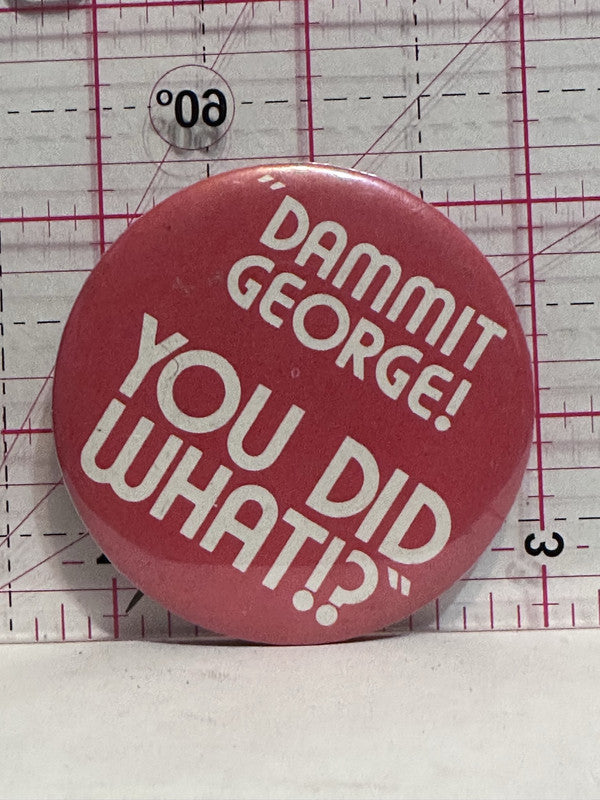 60°
"DAMMIT
GEORGE!
YOU DID
WHAT!?"
3